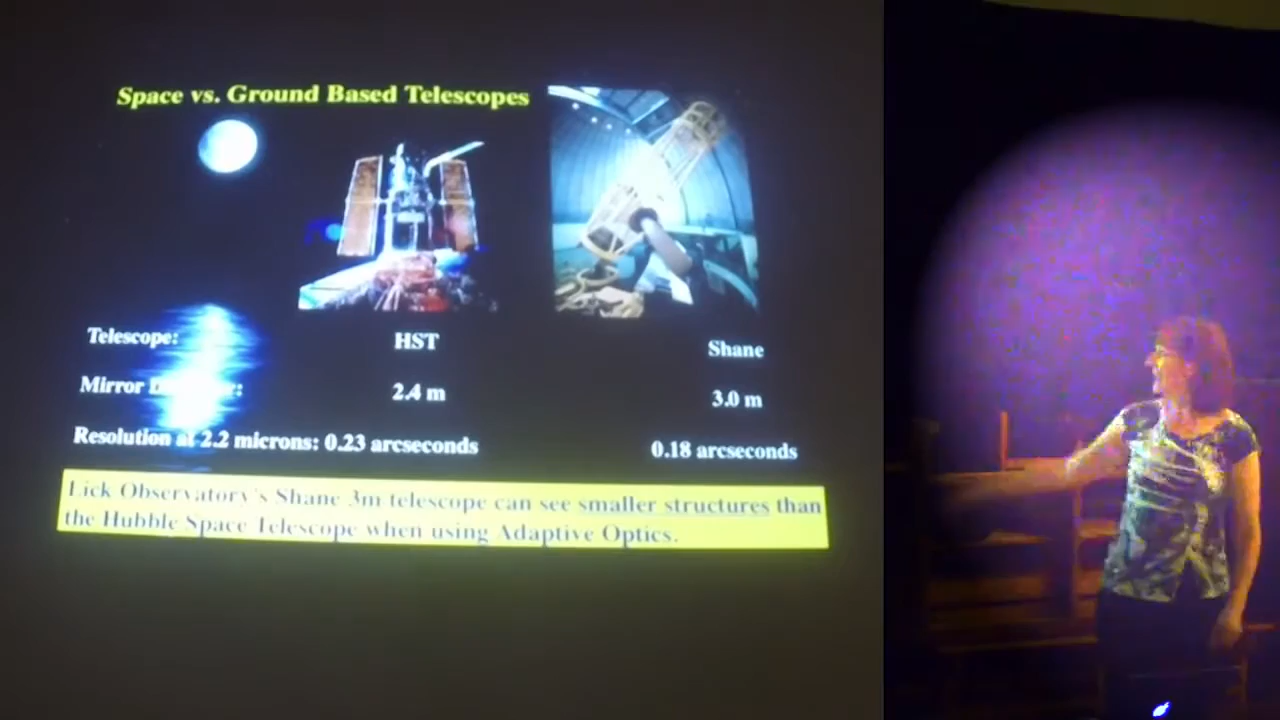 Space vs. Ground Based Telescopes
Telescope: HST Shane
Mirror 2.4 m 3.0 m
Resolution at 2.2 microns: 0.23 arcseconds 0.18 arcseconds
Lick Observatory's Shane 3m telescope can see smaller structures than
the Hubble Space Telescope when using Adaptive Optics.